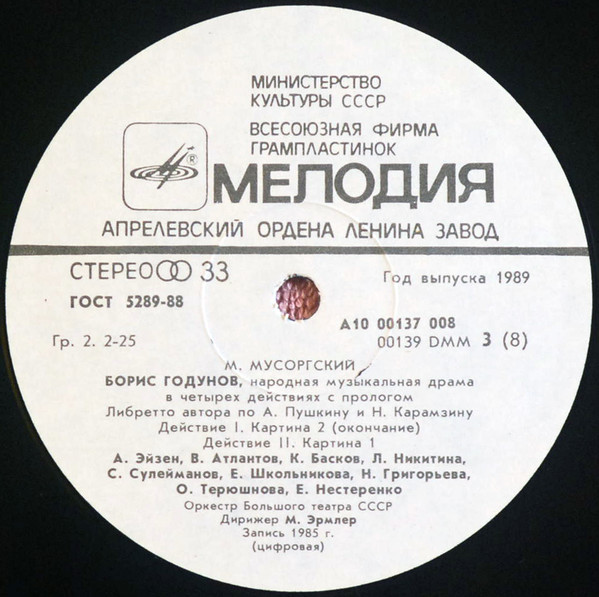 МИНИСТЕРСТВО
КУЛЬТУРЫ СССР
ВСЕСОЮЗНАЯ ФИРМА
ГРАМПЛАСТИНОК
®
МЕЛОДИЯ
АПРЕЛЕВСКИЙ ОРДЕНА ЛЕНИНА ЗАВОД
СТЕРЕО 33
Год выпуска 1989
ГОСТ 5289-88
А10 00137 008
Гр. 2. 2-25
00139 DMM 3 (8)
М. МУСОРГСКИЙ
БОРИС ГОДУНОВ, народная музыкальная драма
в четырех действиях с прологом
Либретто автора по А. Пушкину и Н. Карамзину
Действие I. Картина 2 (окончание)
Действие II. Картина 1
А. Эйзен, В. Атлантов, К. Басков, Л. Никитина,
С. Сулейманов, Е. Школьникова, Н. Григорьева,
О. Терюшнова, Е. Нестеренко
Оркестр Большого театра СССР
Дирижер М. Эрмлер
Запись 1985 г.
(цифровая)